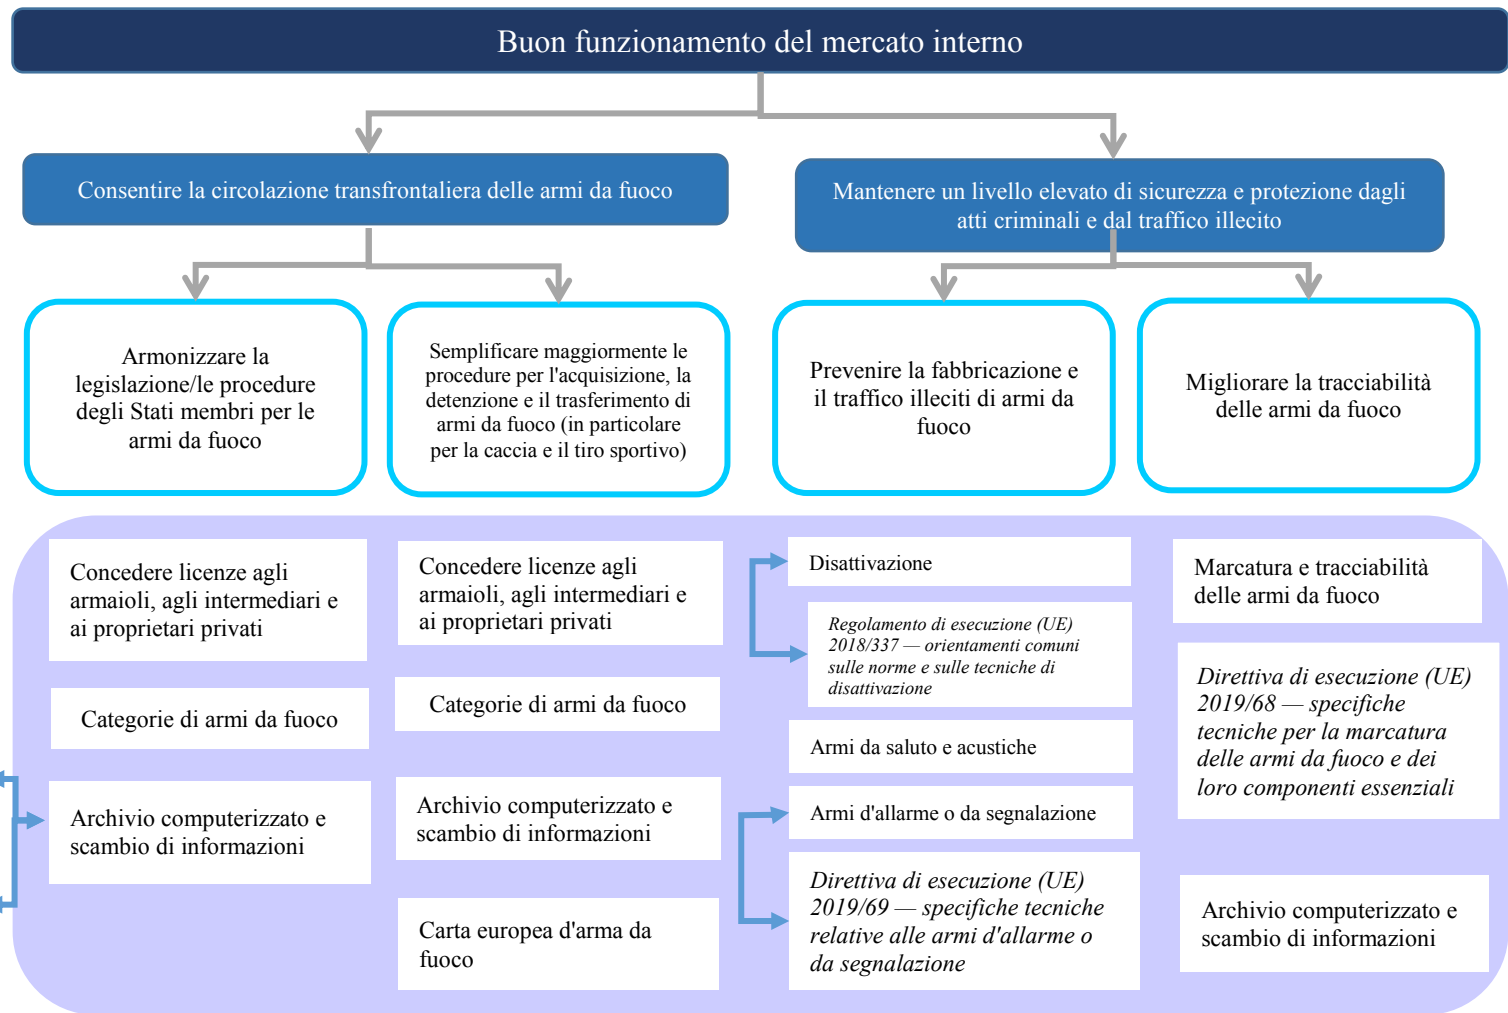 Buon funzionamento del mercato interno
Consentire la circolazione transfrontaliera delle armi da fuoco
Mantenere un livello elevato di sicurezza e protezione dagli
atti criminali e dal traffico illecito
Armonizzare la
legislazione/le procedure
degli Stati membri per le
armi da fuoco
Semplificare maggiormente le
procedure per l'acquisizione, la
detenzione e il trasferimento di
armi da fuoco (in particolare
per la caccia e il tiro sportivo)
Prevenire la fabbricazione e
il traffico illeciti di armi da
fuoco
Migliorare la tracciabilità
delle armi da fuoco
Concedere licenze agli
armaioli, agli intermediari e
ai proprietari privati
Categorie di armi da fuoco
Archivio computerizzato e
scambio di informazioni
Concedere licenze agli
armaioli, agli intermediari e
ai proprietari privati
Categorie di armi da fuoco
Archivio computerizzato e
scambio di informazioni
Carta europea d'arma da
fuoco
Disattivazione
Regolamento di esecuzione (UE)
2018/337 — orientamenti comuni
sulle norme e sulle tecniche di
disattivazione
Armi da saluto e acustiche
Armi d'allarme o da segnalazione
Direttiva di esecuzione (UE)
2019/69 — specifiche tecniche
relative alle armi d'allarme o
da segnalazione
Marcatura e tracciabilità
delle armi da fuoco
Direttiva di esecuzione (UE)
2019/68 — specifiche
tecniche per la marcatura
delle armi da fuoco e dei
loro componenti essenziali
Archivio computerizzato e
scambio di informazioni